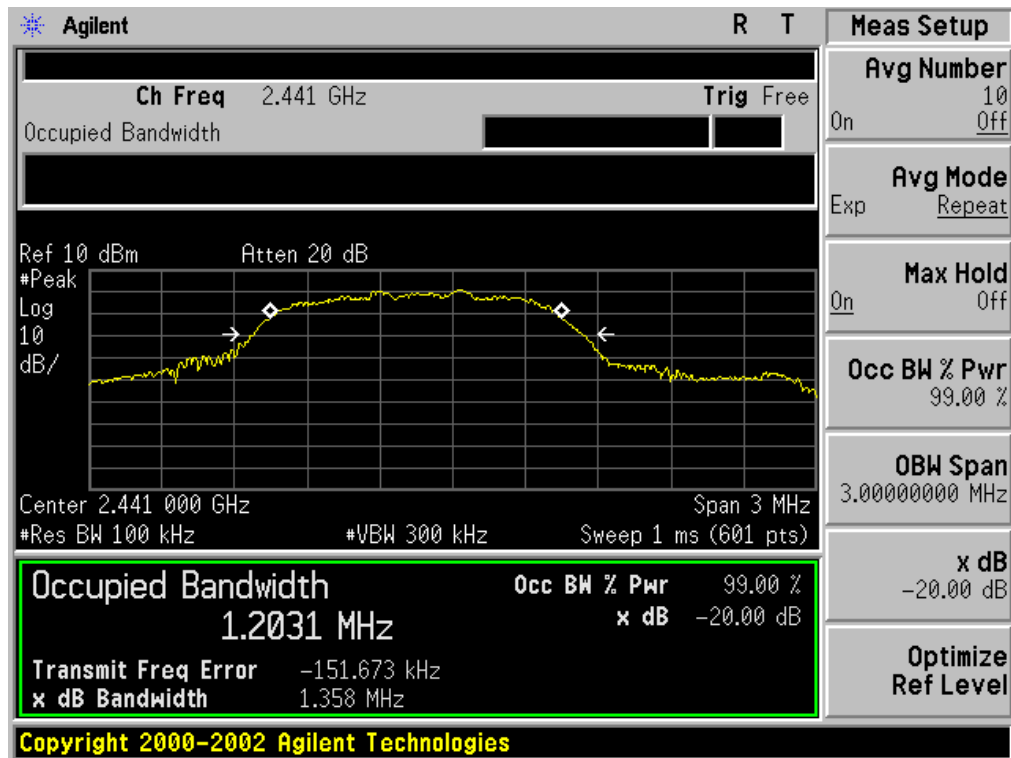 Agilent R T
Ch Freq 2.441 GHz Trig Free
Occupied Bandwidth
Ref 10 dBm Atten 20 dB
#Peak
Log
10
dB/
Center 2.441 000 GHz Span 3 MHz
#Res BW 100 kHz #VBW 300 kHz Sweep 1 ms (601 pts)
Occupied Bandwidth Occ BW % Pwr 99.00 %
1.2031 MHz x dB -20.00 dB
Transmit Freq Error -151.673 kHz
x dB Bandwidth 1.358 MHz
Copyright 2000-2002 Agilent Technologies
Meas Setup
Avg Number
10
On Off
Avg Mode
Exp Repeat
Max Hold
On Off
Occ BW % Pwr
99.00 %
OBW Span
3.00000000 MHz
x dB
-20.00 dB
Optimize
Ref Level